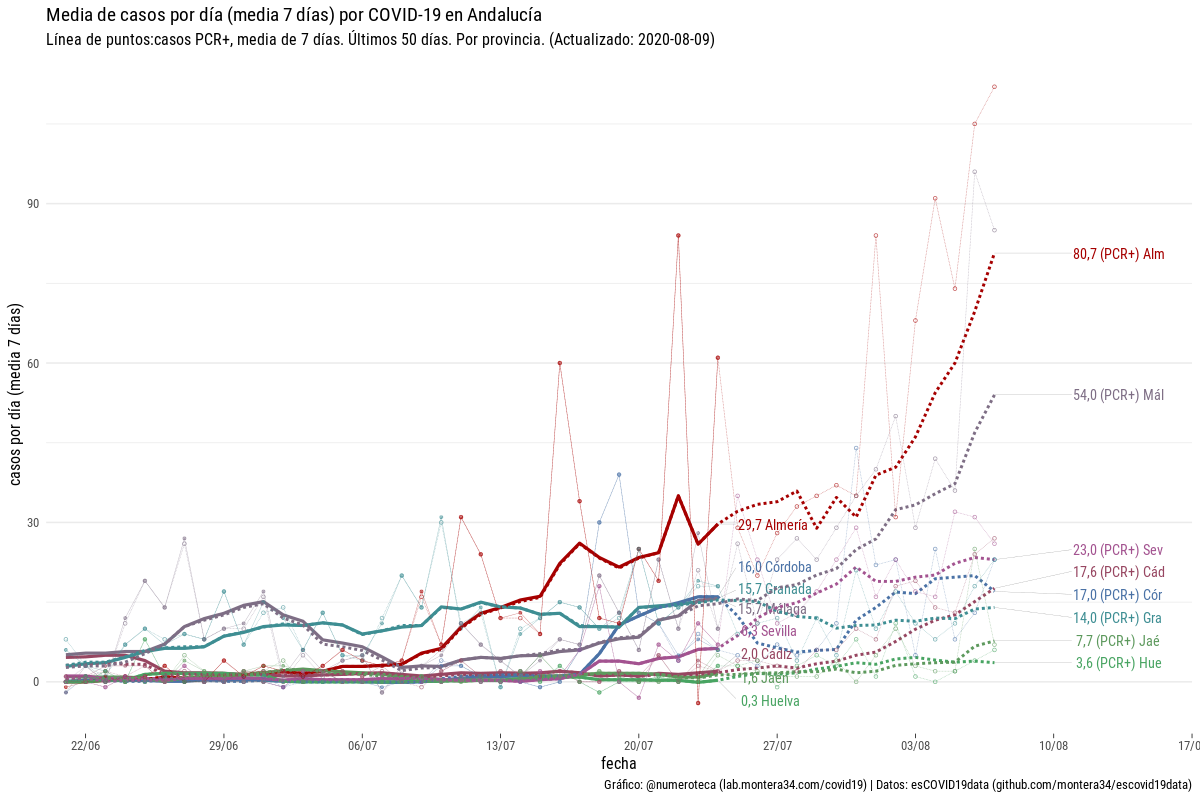 Media de casos por día (media 7 días) por COVID-19 en Andalucía
Línea de puntos:casos PCR+, media de 7 días. Últimos 50 días. Por provincia. (Actualizado: 2020-08-09)
casos por día (media 7 días)
90
60
30
0
80,7 (PCR+) Alm
54,0 (PCR+) Mál
23,0 (PCR+) Sev
17,6 (PCR+) Cád
17,0 (PCR+) Cór
14,0 (PCR+) Gra
7,7 (PCR+) Jaé
3,6 (PCR+) Hue
29,7 Almería
16,0 Córdoba
15,7 Granada
15,7 Málaga
6,3 Sevilla
2,0 Cádiz
1,6 Jaén
0,3 Huelva
22/06
29/06
06/07
13/07
20/07
27/07
03/08
10/08
17/0
fecha
Gráfico: @numeroteca (lab.montera34.com/covid19) | Datos: esCOVID19data (github.com/montera34/escovid19data)